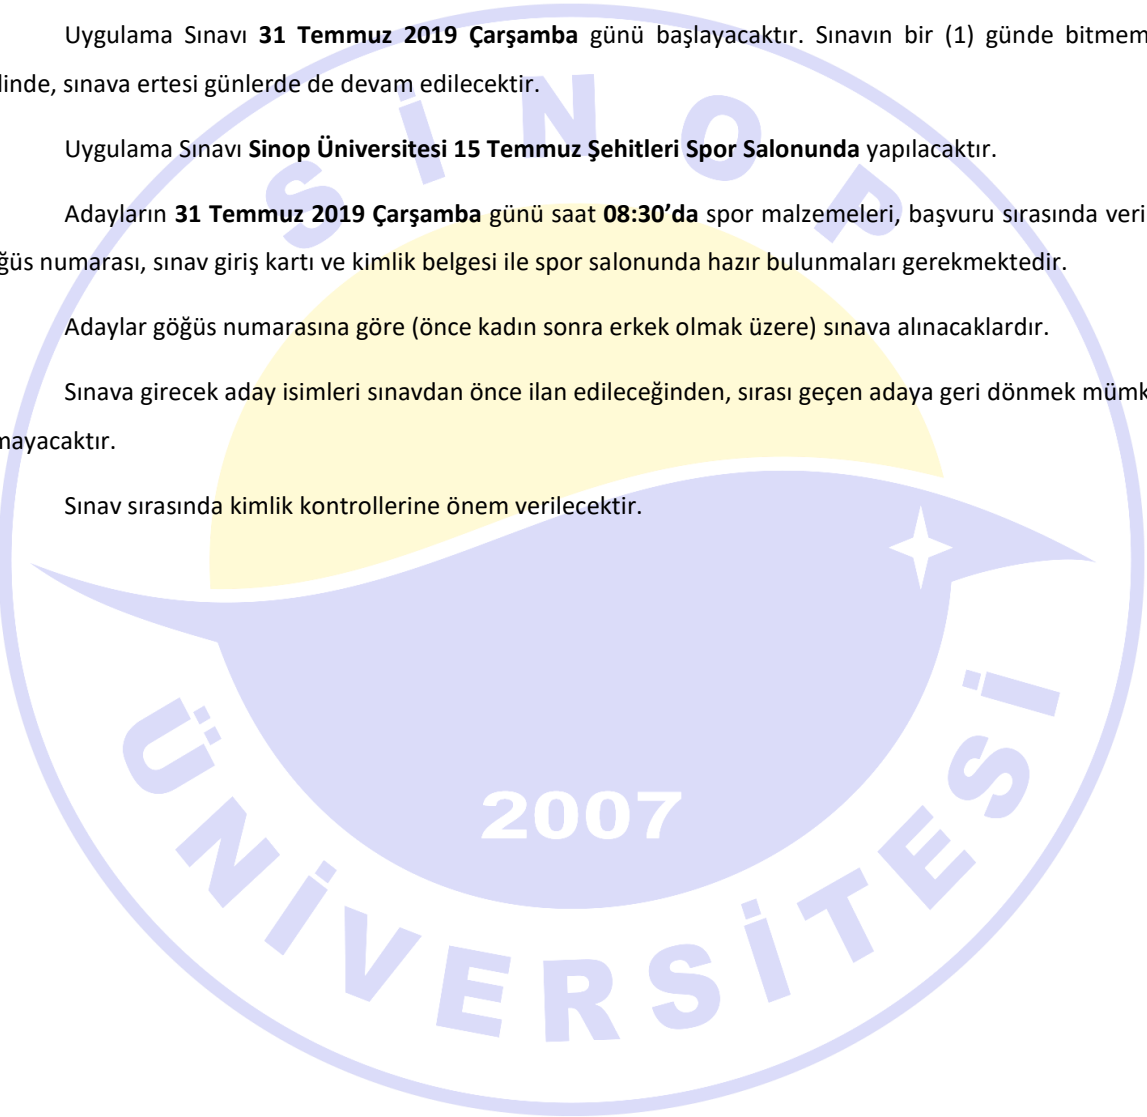 Uygulama Sınavı 31 Temmuz 2019 Çarşamba günü başlayacaktır. Sınavın bir (1) günde bitmem
linde, sınava ertesi günlerde de devam edilecektir.
Uygulama Sınavı Sinop Üniversitesi 15 Temmuz Şehitleri Spor Salonunda yapılacaktır.
Adayların 31 Temmuz 2019 Çarşamba günü saat 08:30’da spor malzemeleri, başvuru sırasında veri
ğüs numarası, sınav giriş kartı ve kimlik belgesi ile spor salonunda hazır bulunmaları gerekmektedir.
Adaylar göğüs numarasına göre (önce kadın sonra erkek olmak üzere) sınava alınacaklardır.
Sınava girecek aday isimleri sınavdan önce ilan edileceğinden, sırası geçen adaya geri dönmek mümk
mayacaktır.
Sınav sırasında kimlik kontrollerine önem verilecektir.
SİNOP
2007
ÜNİVERSİTESİ